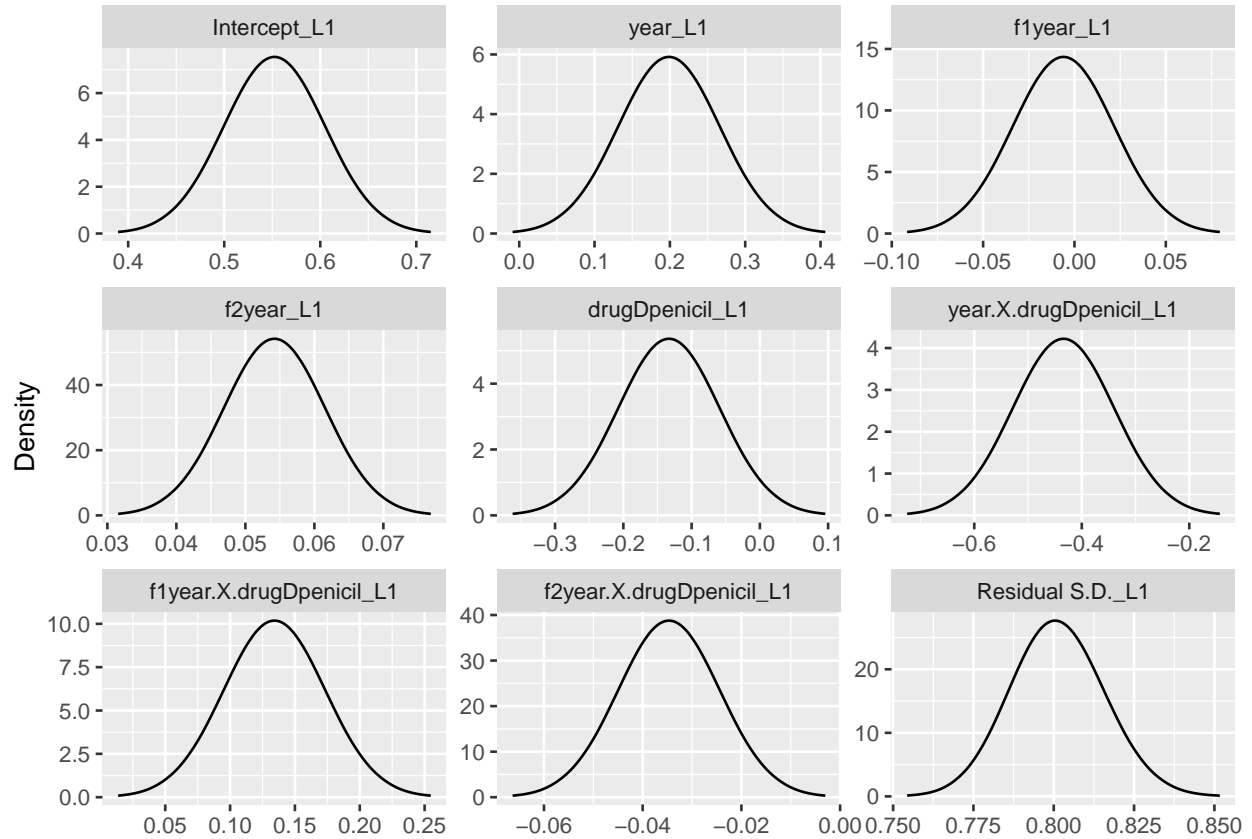 Intercept_L1
year_L1
f1year_L1
0
2
4
6
0.4 0.5 0.6 0.7
0
2
4
6
0.0 0.1 0.2 0.3 0.4
0
5
10
15
−0.10 −0.05 0.00 0.05
f2year_L1
drugDpenicil_L1
year.X.drugDpenicil_L1
0
20
40
0.03 0.04 0.05 0.06 0.07
0
2
4
−0.3 −0.2 −0.1 0.0 0.1
0
1
2
3
4
−0.6 −0.4 −0.2
f1year.X.drugDpenicil_L1
f2year.X.drugDpenicil_L1
Residual S.D._L1
0.0
2.5
5.0
7.5
10.0
0.05 0.10 0.15 0.20 0.25
0
10
20
30
40
−0.06 −0.04 −0.02 0.00
0
10
20
0.750 0.775 0.800 0.825 0.850
Density